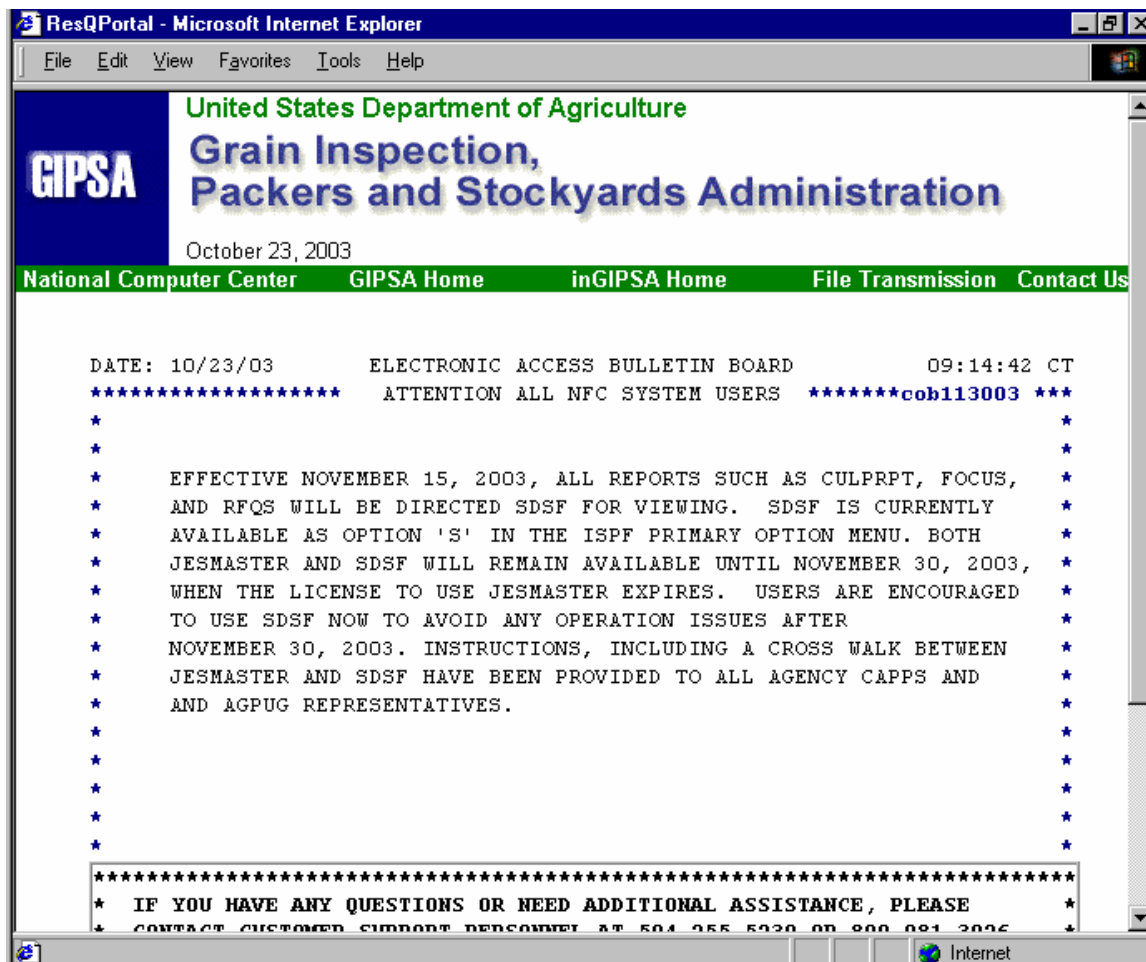 ResQPortal - Microsoft Internet Explorer
File Edit View Favorites Tools Help
United States Department of Agriculture
GIPSA
Grain Inspection,
Packers and Stockyards Administration
October 23, 2003
National Computer Center GIPSA Home inGIPSA Home File Transmission Contact Us
DATE: 10/23/03 ELECTRONIC ACCESS BULLETIN BOARD 09:14:42 CT
******************* ATTENTION ALL NFC SYSTEM USERS *******cob113003 ***
* *
* *
* EFFECTIVE NOVEMBER 15, 2003, ALL REPORTS SUCH AS CULPRPT, FOCUS, *
* AND RFQS WILL BE DIRECTED SDSF FOR VIEWING. SDSF IS CURRENTLY *
* AVAILABLE AS OPTION 'S' IN THE ISPF PRIMARY OPTION MENU. BOTH *
* JESMASTER AND SDSF WILL REMAIN AVAILABLE UNTIL NOVEMBER 30, 2003, *
* WHEN THE LICENSE TO USE JESMASTER EXPIRES. USERS ARE ENCOURAGED *
* TO USE SDSF NOW TO AVOID ANY OPERATION ISSUES AFTER *
* NOVEMBER 30, 2003. INSTRUCTIONS, INCLUDING A CROSS WALK BETWEEN *
* JESMASTER AND SDSF HAVE BEEN PROVIDED TO ALL AGENCY CAPPS AND *
* AND AGPUG REPRESENTATIVES. *
* *
* *
* *
* *
* *
**************************************************************************
* IF YOU HAVE ANY QUESTIONS OR NEED ADDITIONAL ASSISTANCE, PLEASE *
* CONTACT CUSTOMER SUPPORT PERSONNEL AT *
Internet